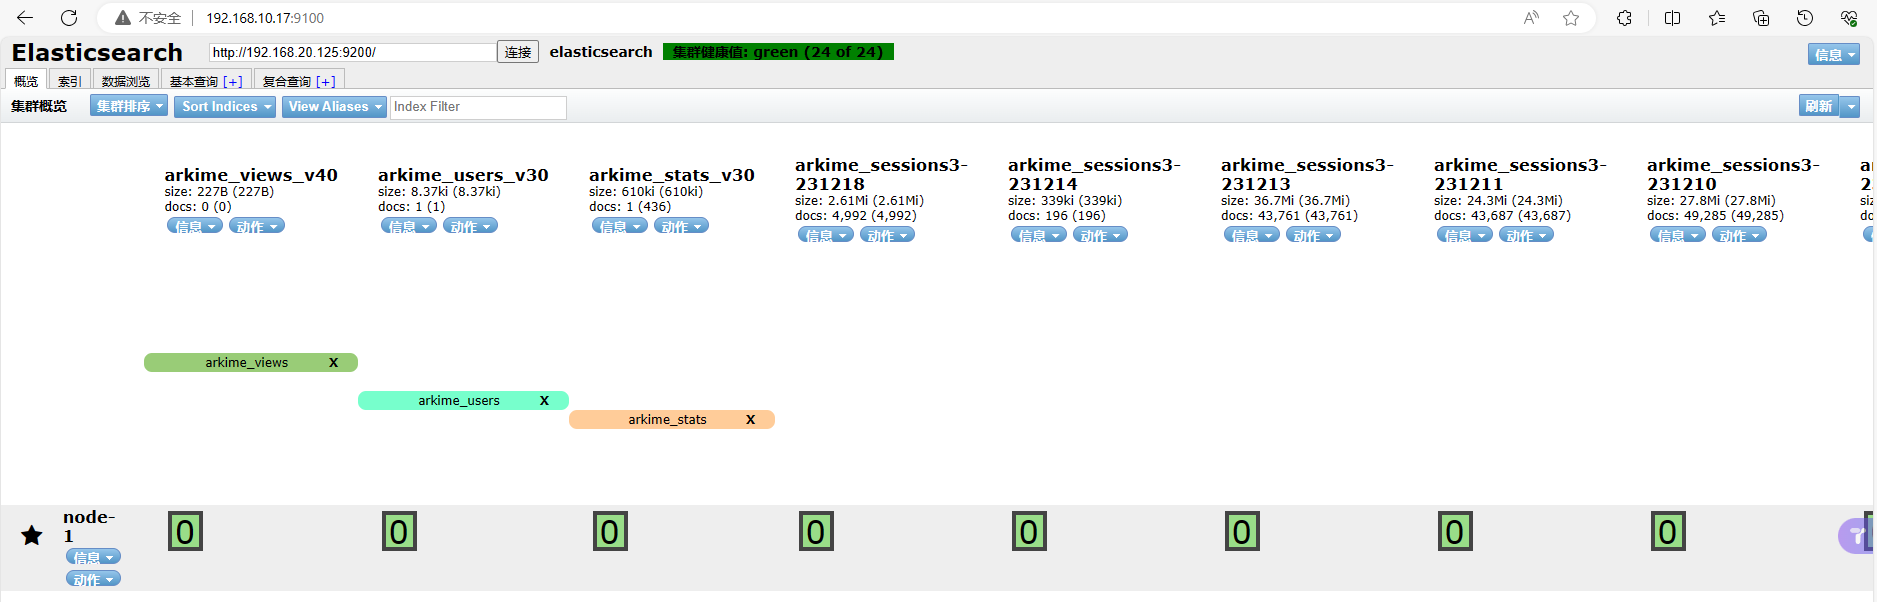 不安全 192.168.10.17:9100
Elasticsearch http://192.168.20.125:9200/ 连接 elasticsearch 集群健康值: green (24 of 24) 信息
概览 索引 数据浏览 基本查询 [+] 复合查询 [+]
集群概览 集群排序 Sort Indices View Aliases Index Filter 刷新
arkime_views_v40
size: 227B (227B)
docs: 0 (0)
信息 动作
arkime_users_v30
size: 8.37ki (8.37ki)
docs: 1 (1)
信息 动作
arkime_stats_v30
size: 610ki (610ki)
docs: 1 (436)
信息 动作
arkime_sessions3-
231218
size: 2.61Mi (2.61Mi)
docs: 4,992 (4,992)
信息 动作
arkime_sessions3-
231214
size: 339ki (339ki)
docs: 196 (196)
信息 动作
arkime_sessions3-
231213
size: 36.7Mi (36.7Mi)
docs: 43,761 (43,761)
信息 动作
arkime_sessions3-
231211
size: 24.3Mi (24.3Mi)
docs: 43,687 (43,687)
信息 动作
arkime_sessions3-
231210
size: 27.8Mi (27.8Mi)
docs: 49,285 (49,285)
信息 动作
arkime_views X
arkime_users X
arkime_stats X
node-
1
信息
动作
0 0 0 0 0 0 0 0